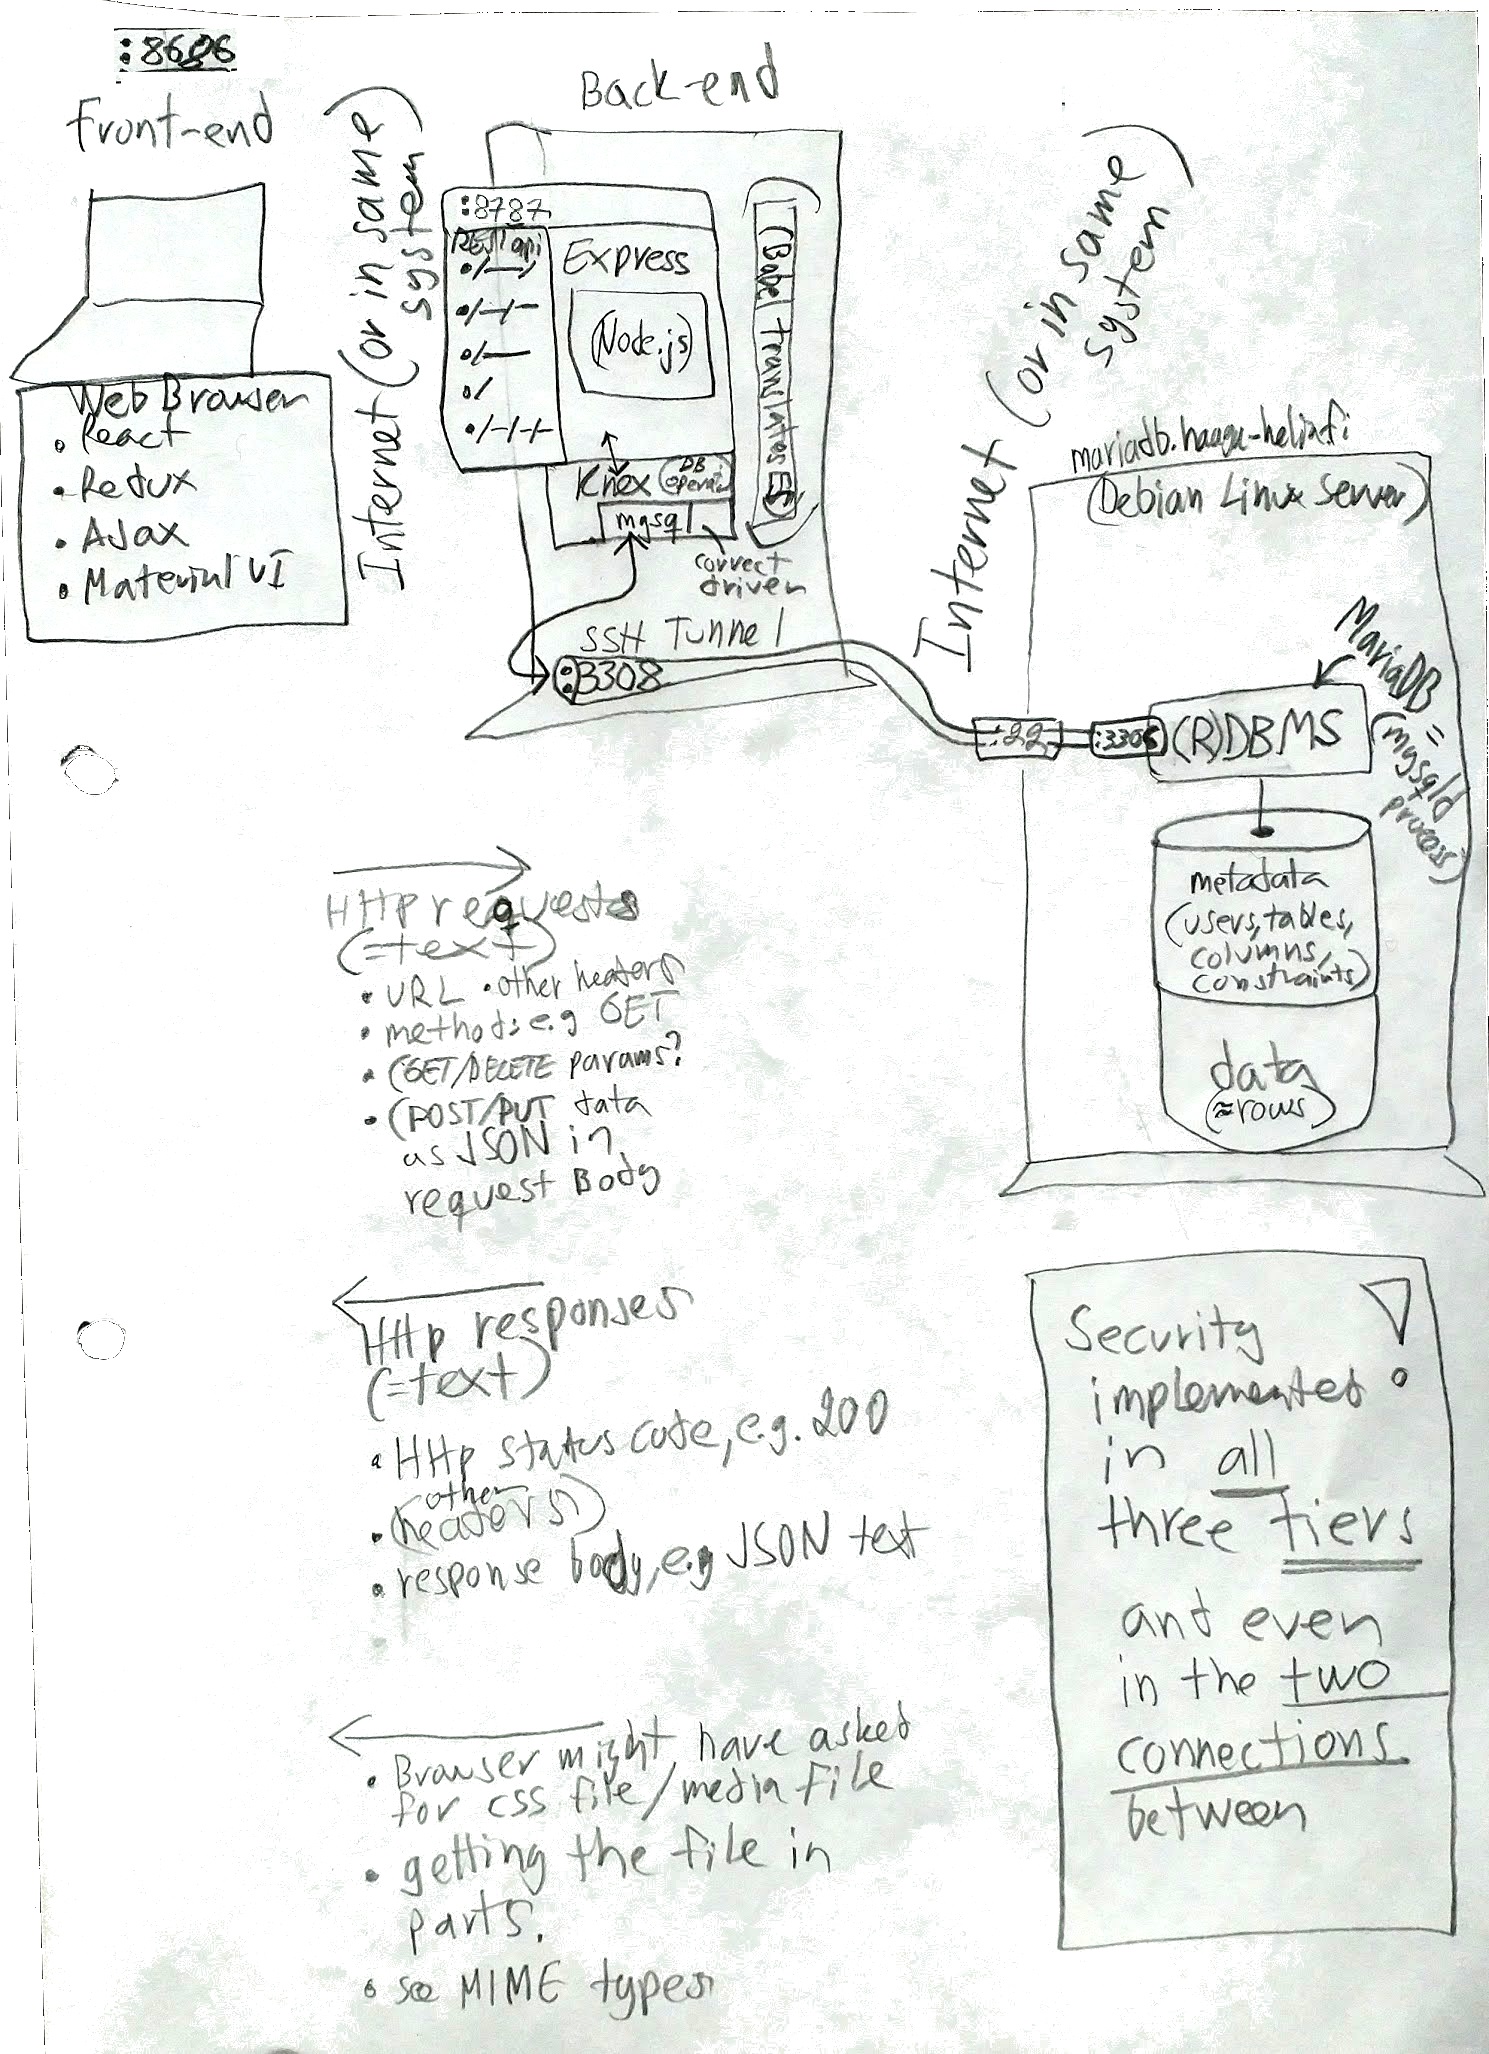 :8686
Front-end
Web Browser
• React
• Redux
• AJax
• Material UI
Internet (or in same
system)
Back-end
:8787
REST api
Express
(Node.js)
Knex
DB
mysql
correct
driver
(Babel translates ES)
SSH Tunnel
:3308
Internet (or in same
system)
mariadb.haaga-helia.fi
(Debian Linux Server)
:22
:3306
(R)DBMS
MariaDB =
(mysqld
process)
metadata
(users, tables,
columns,
constraints)
data
(≈rows)
Http requests
(=text)
• URL • other headers
• method: e.g GET
• (GET/DELETE params?
• (POST/PUT data
as JSON in
request Body
Http responses
(=text)
• Http status code, e.g. 200
other
• (headers)
• response body, e.g JSON text
• Browser might have asked
for css file/media file
• getting the file in
parts.
• see MIME types
Security
implemented
in all
three tiers
and even
in the two
connections
between